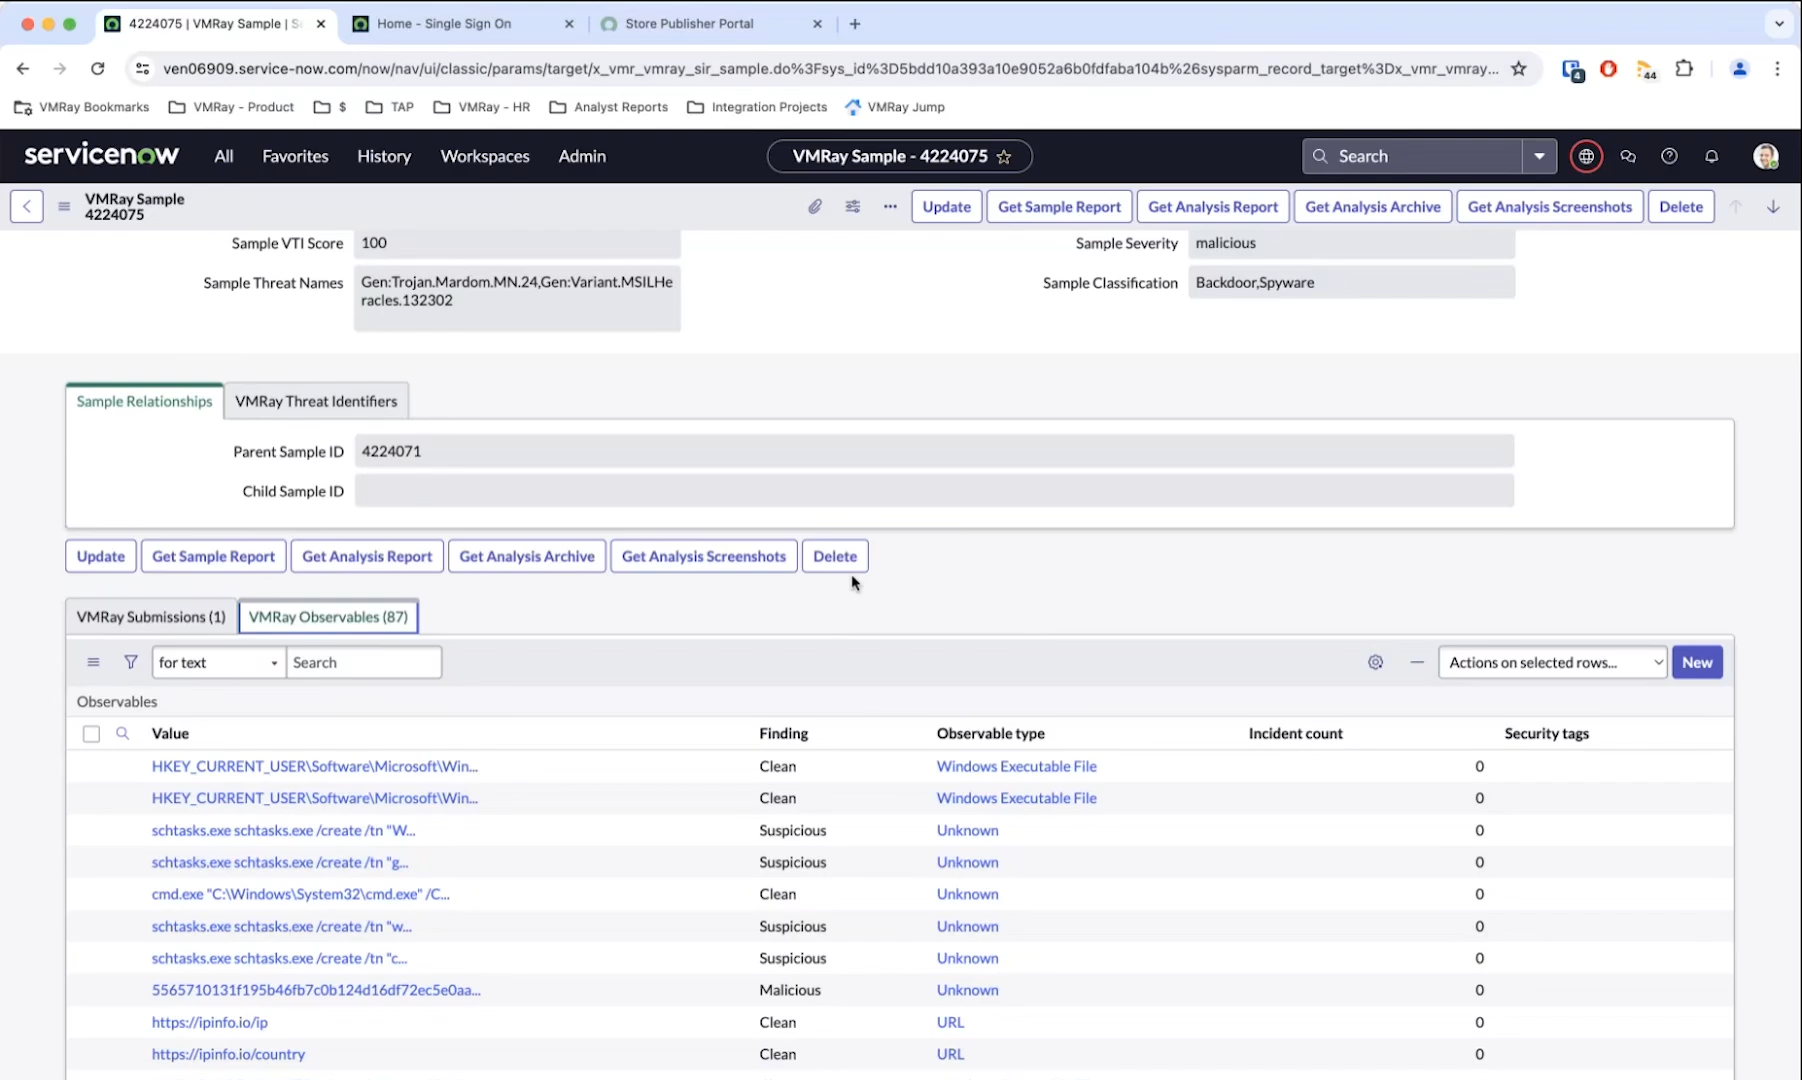 4224075 | VMRay Sample | S
Home - Single Sign On
Store Publisher Portal
ven06909.service-now.com/now/nav/ui/classic/params/target/x_vmr_vmray_sir_sample.do%3Fsys_id%3D5bdd10a393a10e9052a6b0fdfaba104b%26sysparm_record_target%3Dx_vmr_vmray...
4
44
VMRay Bookmarks
VMRay - Product
$
TAP
VMRay - HR
Analyst Reports
Integration Projects
VMRay Jump
servicenow
All
Favorites
History
Workspaces
Admin
VMRay Sample - 4224075
Search
VMRay Sample
4224075
Update
Get Sample Report
Get Analysis Report
Get Analysis Archive
Get Analysis Screenshots
Delete
Sample VTI Score
100
Sample Severity
malicious
Sample Threat Names
Gen:Trojan.Mardom.MN.24,Gen:Variant.MSILHe
racles.132302
Sample Classification
Backdoor,Spyware
Sample Relationships
VMRay Threat Identifiers
Parent Sample ID
4224071
Child Sample ID
Update
Get Sample Report
Get Analysis Report
Get Analysis Archive
Get Analysis Screenshots
Delete
VMRay Submissions (1)
VMRay Observables (87)
for text
Search
Actions on selected rows...
New
Observables
Value Finding Observable type Incident count Security tags
HKEY_CURRENT_USER\Software\Microsoft\Win... Clean Windows Executable File 0
HKEY_CURRENT_USER\Software\Microsoft\Win... Clean Windows Executable File 0
schtasks.exe schtasks.exe /create /tn "W... Suspicious Unknown 0
schtasks.exe schtasks.exe /create /tn "g... Suspicious Unknown 0
cmd.exe "C:\Windows\System32\cmd.exe" /C... Clean Unknown 0
schtasks.exe schtasks.exe /create /tn "w... Suspicious Unknown 0
schtasks.exe schtasks.exe /create /tn "c... Suspicious Unknown 0
5565710131f195b46fb7c0b124d16df72ec5e0aa... Malicious Unknown 0
https://ipinfo.io/ip Clean URL 0
https://ipinfo.io/country Clean URL 0